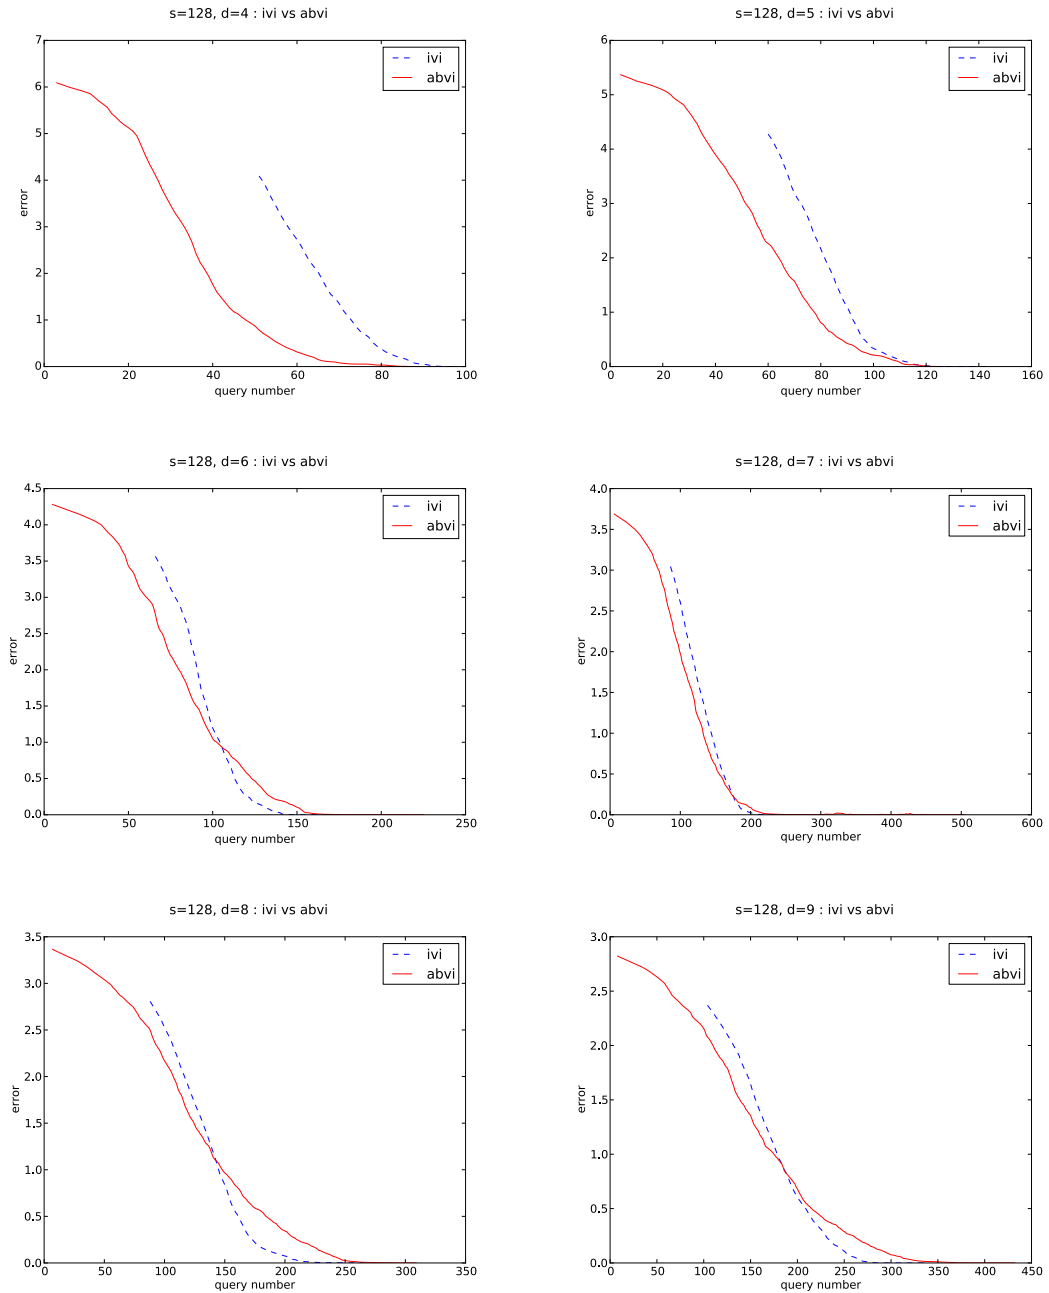 s=128, d=4 : ivi vs abvi
7
6
5
4
3
2
1
0
error
ivi
abvi
0 20 40 60 80 100
query number
s=128, d=5 : ivi vs abvi
6
5
4
3
2
1
0
error
ivi
abvi
0 20 40 60 80 100 120 140 160
query number
s=128, d=6 : ivi vs abvi
4.5
4.0
3.5
3.0
2.5
2.0
1.5
1.0
0.5
0.0
error
ivi
abvi
0 50 100 150 200 250
query number
s=128, d=7 : ivi vs abvi
4.0
3.5
3.0
2.5
2.0
1.5
1.0
0.5
0.0
error
ivi
abvi
0 100 200 300 400 500 600
query number
s=128, d=8 : ivi vs abvi
3.5
3.0
2.5
2.0
1.5
1.0
0.5
0.0
error
ivi
abvi
0 50 100 150 200 250 300 350
query number
s=128, d=9 : ivi vs abvi
3.0
2.5
2.0
1.5
1.0
0.5
0.0
error
ivi
abvi
0 50 100 150 200 250 300 350 400 450
query number